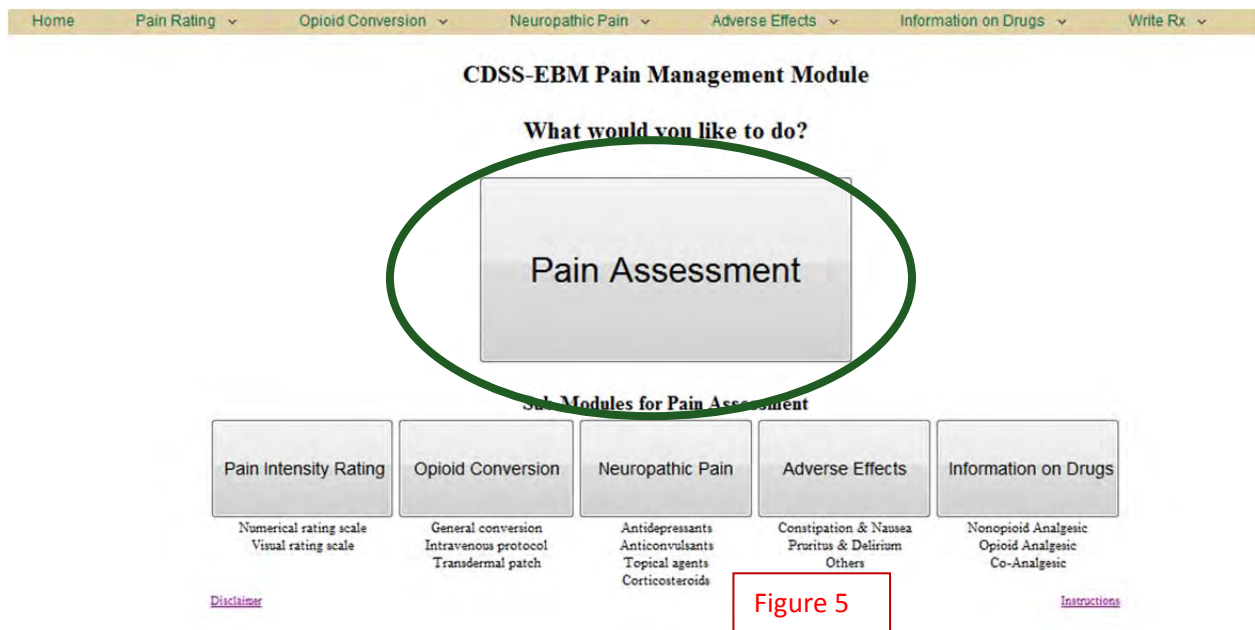 Home Pain Rating Opioid Conversion Neuropathic Pain Adverse Effects Information on Drugs Write Rx
CDSS-EBM Pain Management Module
What would you like to do?
Pain Assessment
Sub-Modules for Pain Assessment
Pain Intensity Rating Opioid Conversion Neuropathic Pain Adverse Effects Information on Drugs
Numerical rating scale General conversion Antidepressants Constipation & Nausea Nonopioid Analgesic
Visual rating scale Intravenous protocol Anticonvulsants Pruritus & Delirium Opioid Analgesic
Transdermal patch Topical agents Others Co-Analgesic
Corticosteroids
Disclaimer Figure 5 Instructions